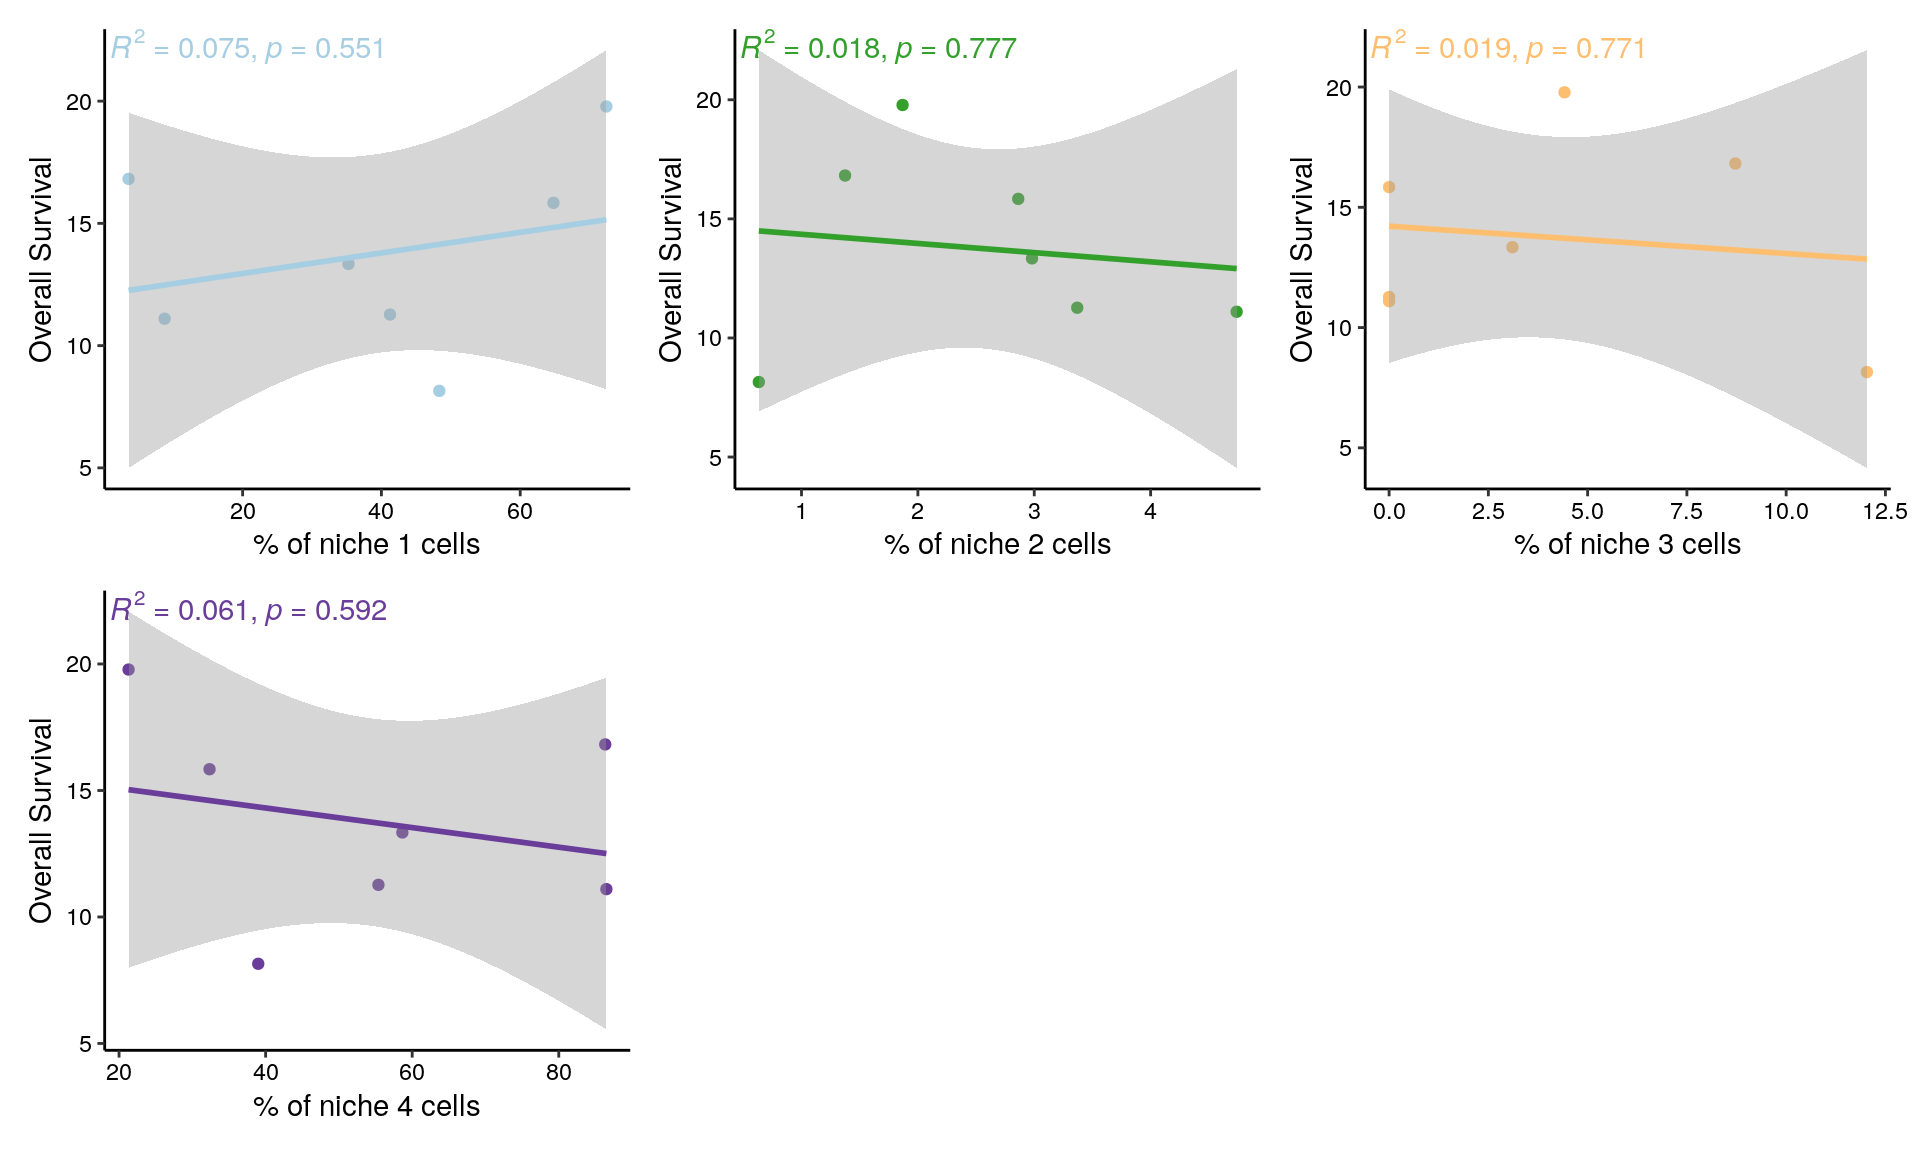 R² = 0.075, p = 0.551
20
15
10
5
Overall Survival
20 40 60
% of niche 1 cells
R² = 0.018, p = 0.777
20
15
10
5
Overall Survival
1 2 3 4
% of niche 2 cells
R² = 0.019, p = 0.771
20
15
10
5
Overall Survival
0.0 2.5 5.0 7.5 10.0 12.5
% of niche 3 cells
R² = 0.061, p = 0.592
20
15
10
5
Overall Survival
20 40 60 80
% of niche 4 cells